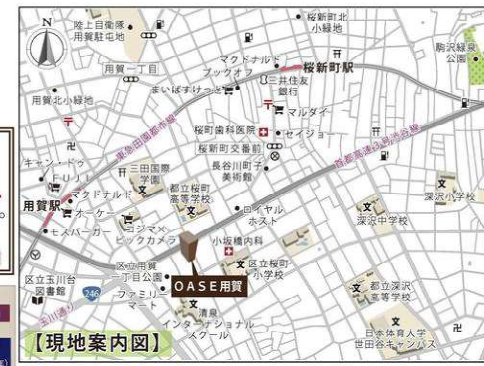 陸上自衛隊
用賀駐屯地
桜新町北
小緑地
駒沢緑泉
公園
マクドナルド
ブックオフ
桜新町駅
用賀一丁目
三井住友
銀行
まいばすけっと
用賀北小緑地
マルダイ
桜町歯科医院
セイジョー
東急田園都市線
桜新町交番前
首都高速3号渋谷線
長谷川町子
美術館
キャン・ドゥ
FUJI
三田国際
学園
マクドナルド
都立桜町
高等学校
深沢小学校
用賀駅
オーケー
ロイヤル
ホスト
深沢中学校
モスバーガー
コジマ×
ビックカメラ
小坂橋内科
区立用賀
一丁目公園
区立桜町
小学校
区立玉川台
図書館
OASE用賀
都立深沢
高等学校
246
ファミリー
マート
玉川通り
清泉
インターナショナル
スクール
日本体育大学
世田谷キャンパス
【現地案内図】